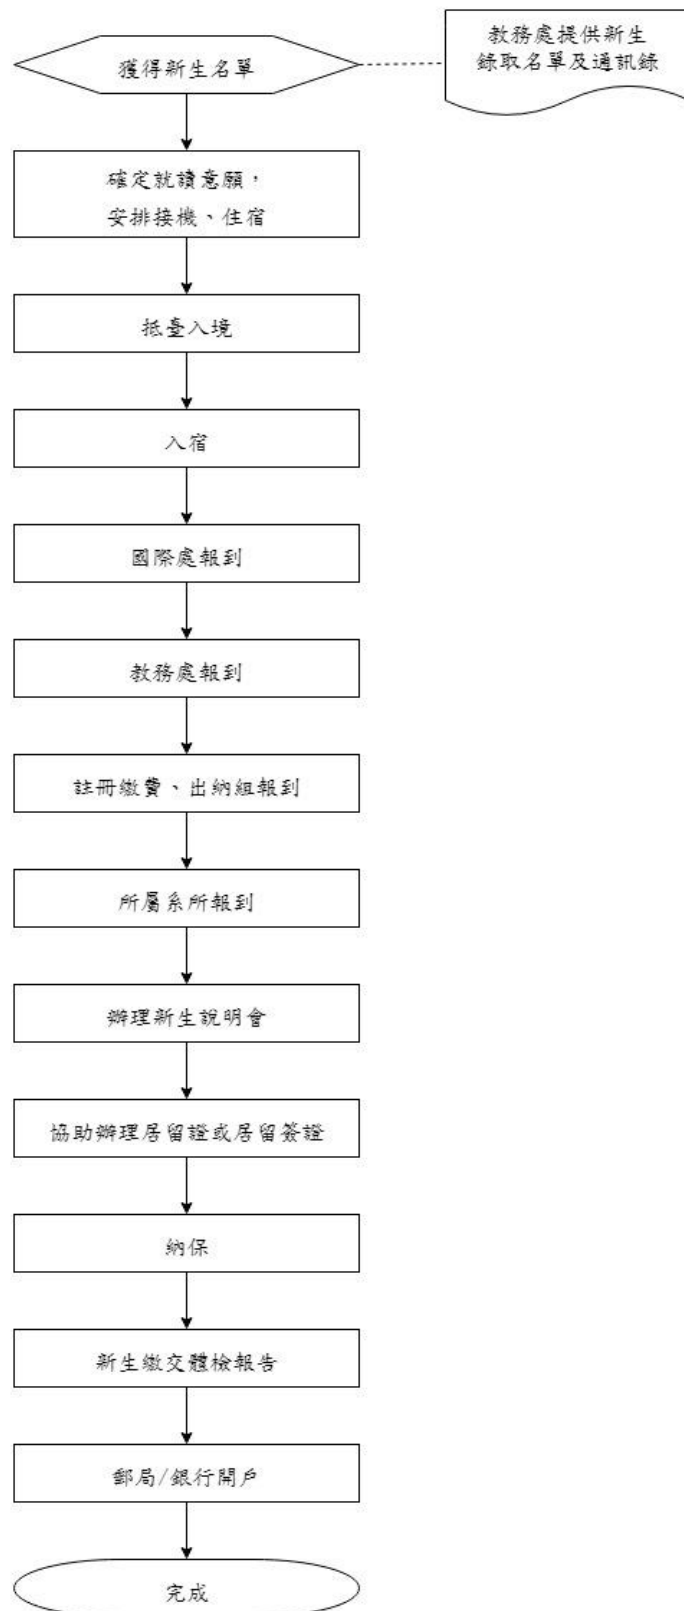 獲得新生名單
教務處提供新生
錄取名單及通訊錄
確定就讀意願，
安排接機、住宿
抵臺入境
入宿
國際處報到
教務處報到
註冊繳費、出納組報到
所屬系所報到
辦理新生說明會
協助辦理居留證或居留簽證
納保
新生繳交體檢報告
郵局/銀行開戶
完成